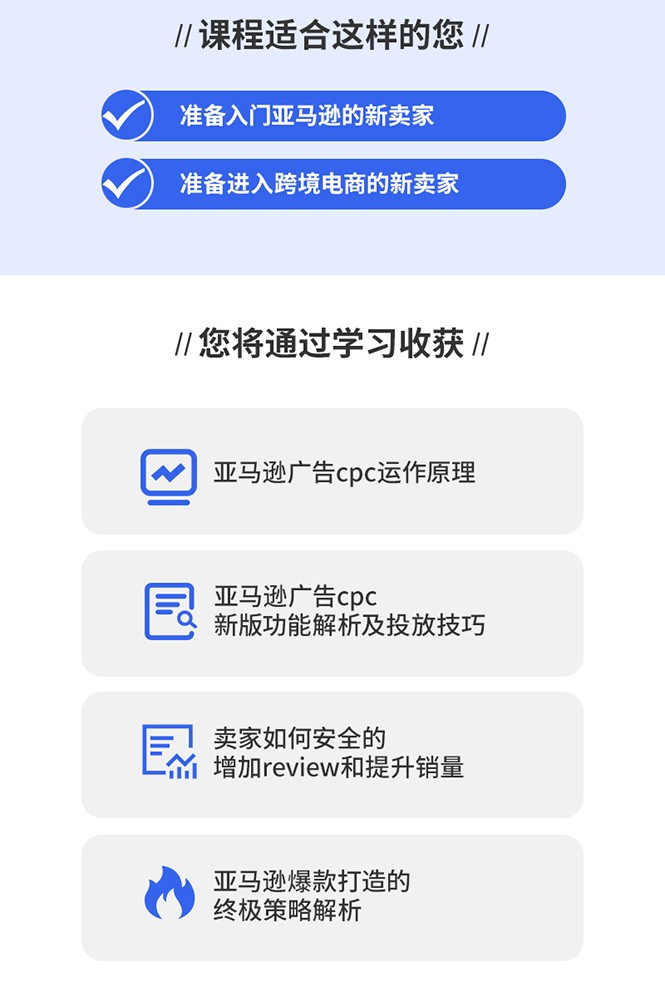 // 课程适合这样的您 //
准备入门亚马逊的新卖家
准备进入跨境电商的新卖家
// 您将通过学习收获 //
亚马逊广告cpc运作原理
亚马逊广告cpc
新版功能解析及投放技巧
卖家如何安全的
增加review和提升销量
亚马逊爆款打造的
终极策略解析